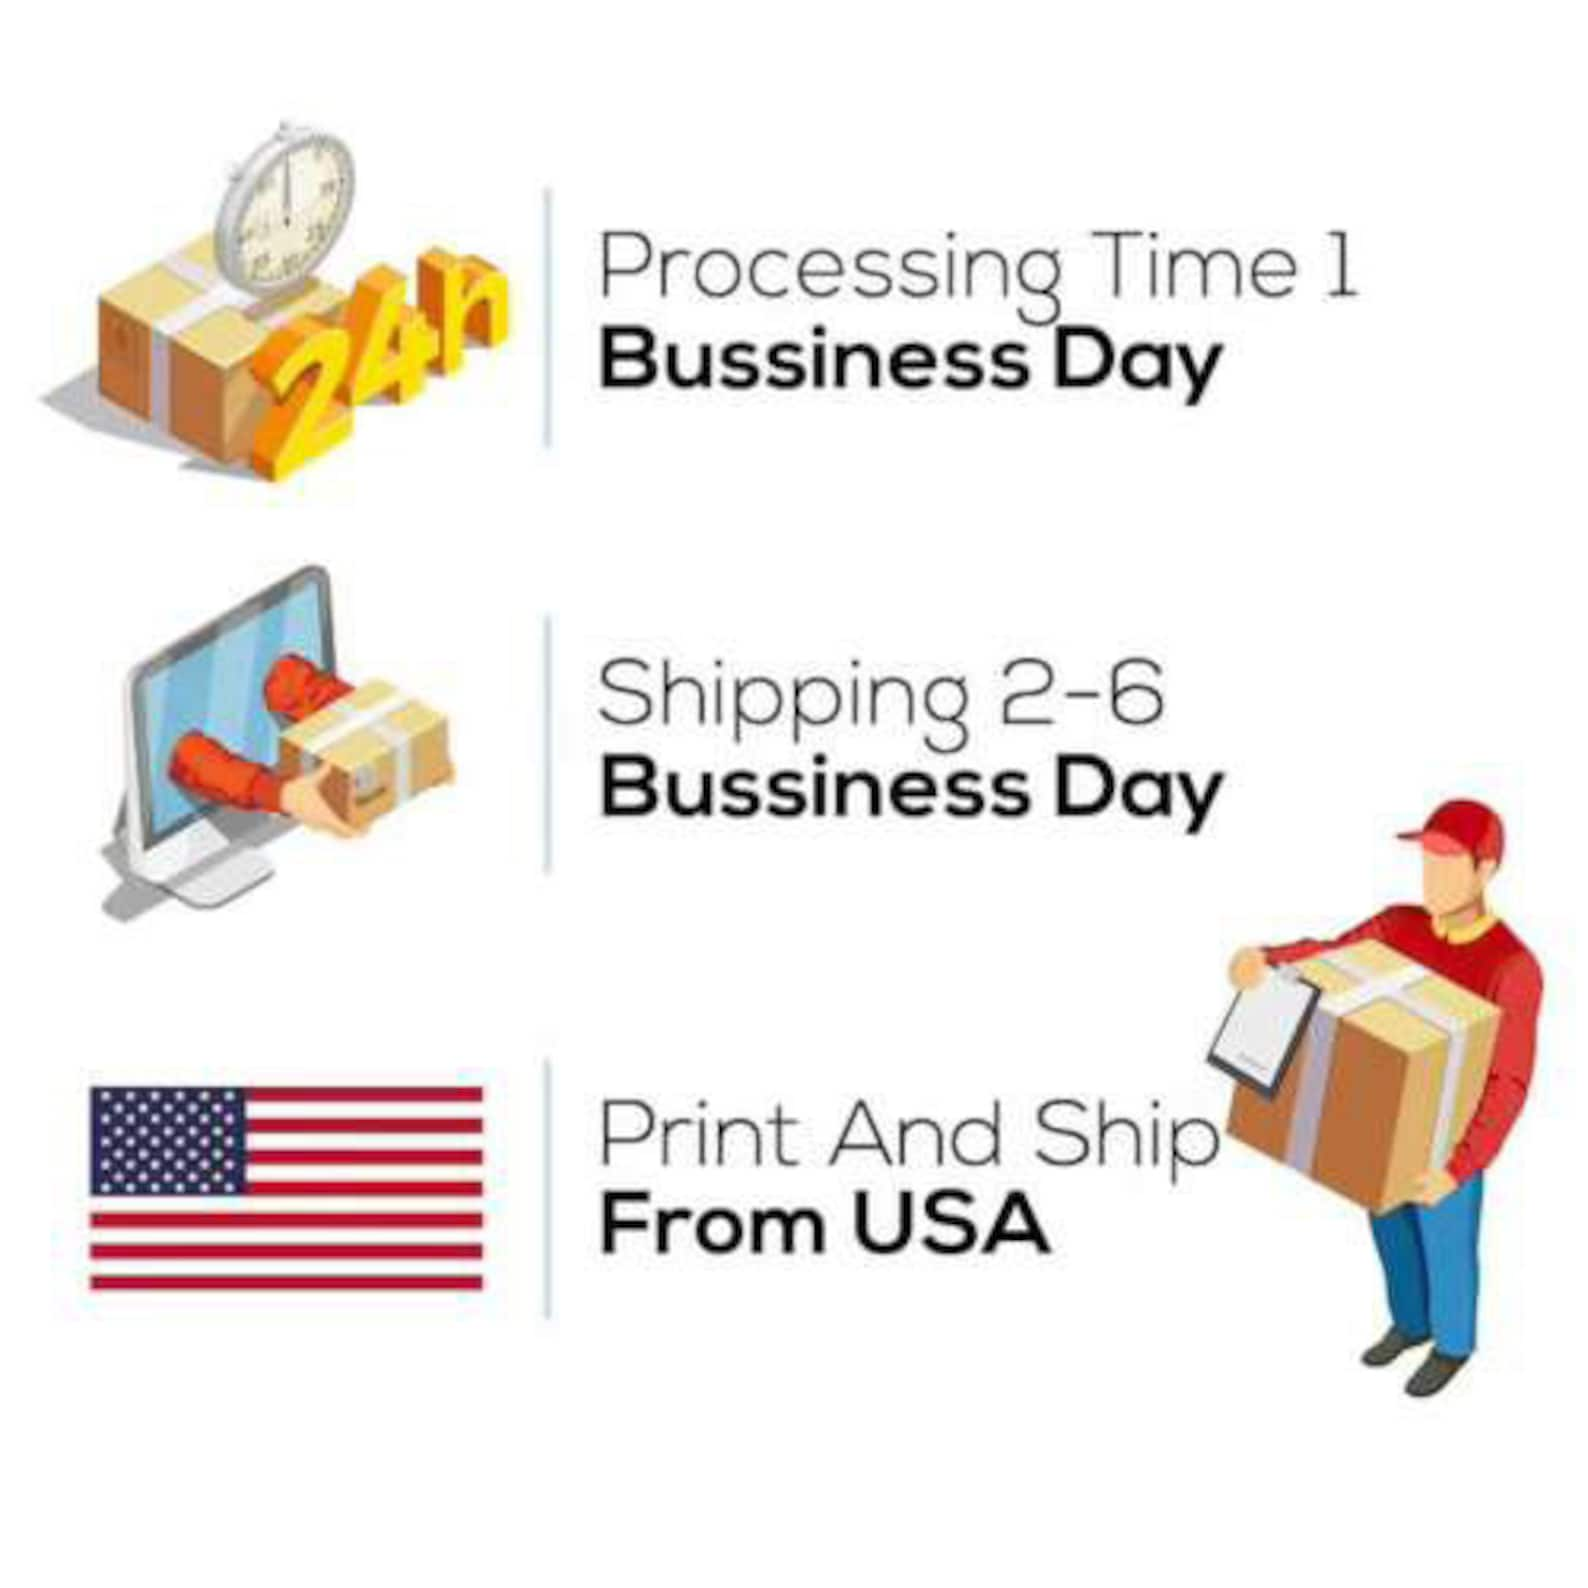 24h
Processing Time 1
Bussiness Day
Shipping 2-6
Bussiness Day
Print And Ship
From USA